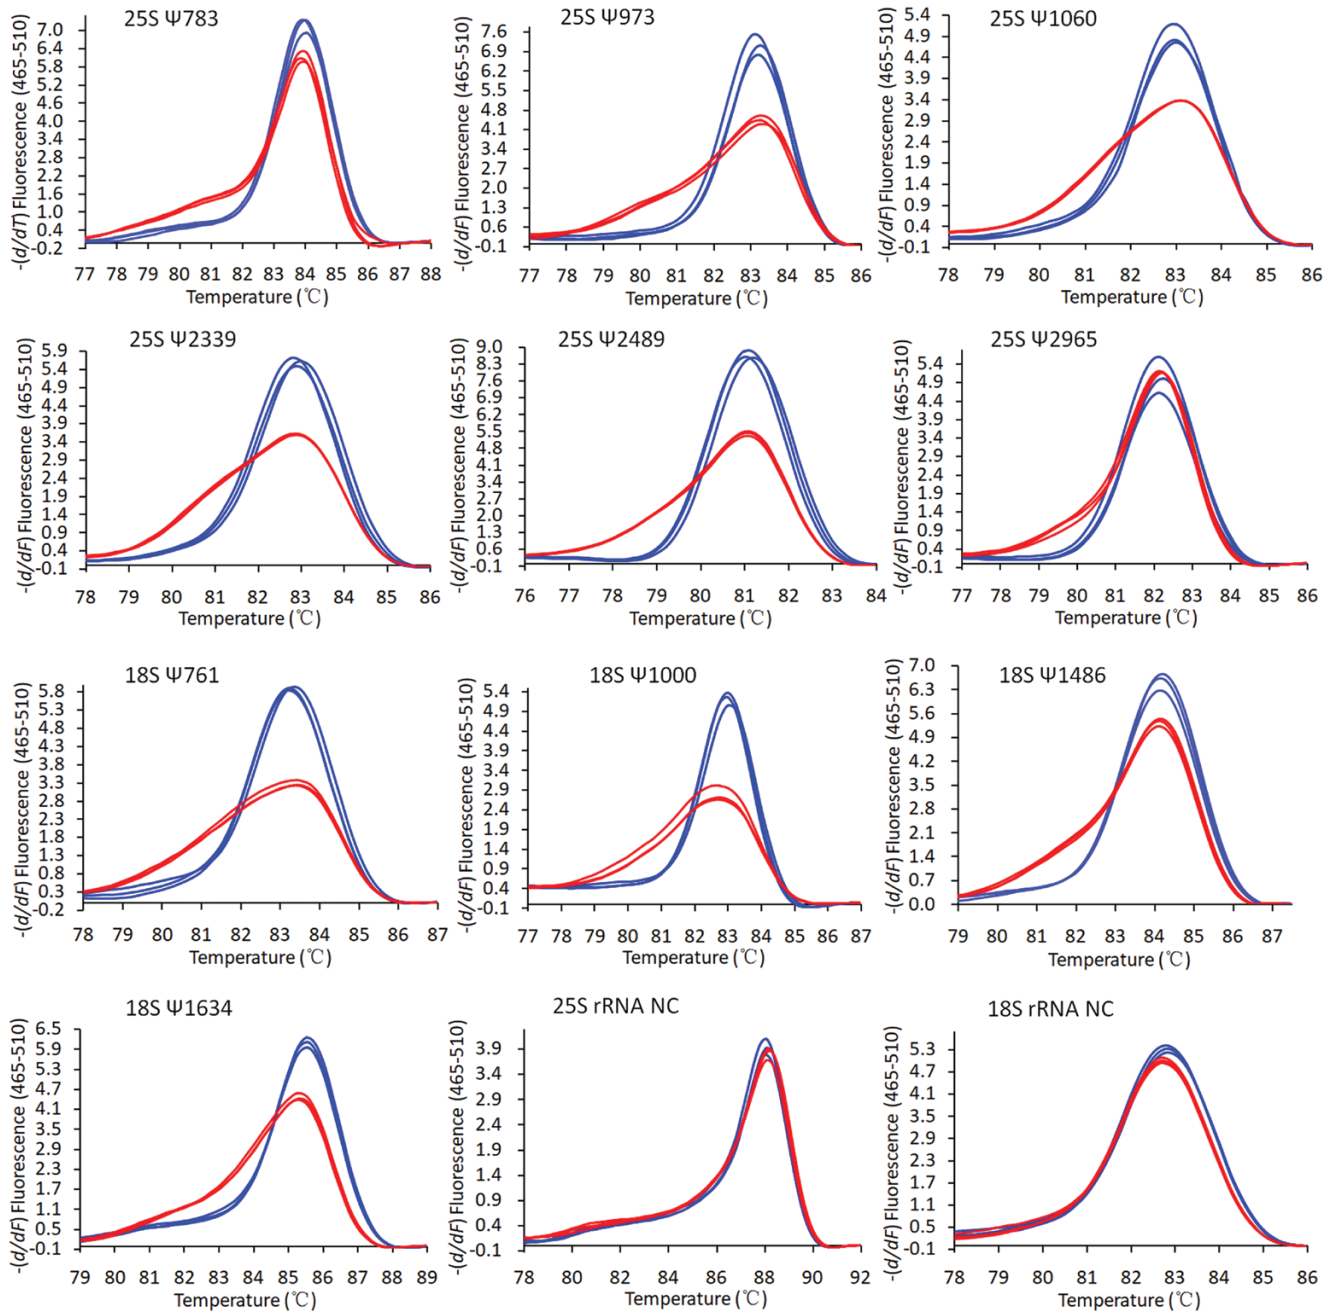 25S Ψ783
-(d/dT) Fluorescence (465-510)
7.0
5.8
5.2
4.6
4.0
0.4
2.8
2.2
1.6
1.0
0.4
-0.2
77 78 79 80 81 82 83 84 85 86 87 88
Temperature (℃)
25S Ψ973
-(d/dF) Fluorescence (465-510)
7.6
6.9
6.2
5.5
5.8
4.1
3.4
2.7
2.0
1.3
0.6
-0.1
77 78 79 80 81 82 83 84 85 86
Temperature (℃)
25S Ψ1060
-(d/dF) Fluorescence (465-510)
5.4
4.9
4.4
4.9
3.4
2.9
2.4
1.9
1.4
0.9
0.4
-0.1
78 79 80 81 82 83 84 85 86
Temperature (℃)
25S Ψ2339
-(d/dF) Fluorescence (465-510)
5.9
5.4
4.9
4.4
3.9
3.4
2.9
2.4
1.9
1.4
0.9
0.4
-0.1
78 79 80 81 82 83 84 85 86
Temperature (℃)
25S Ψ2489
-(d/dF) Fluorescence (465-510)
9.0
8.3
7.6
6.9
6.2
5.5
4.8
4.1
3.4
2.7
2.0
1.3
0.6
-0.1
76 77 78 79 80 81 82 83 84
Temperature (℃)
25S Ψ2965
-(d/dF) Fluorescence (465-510)
5.4
4.9
4.4
3.9
3.4
2.9
2.4
1.9
1.4
0.9
0.4
-0.1
77 78 79 80 81 82 83 84 85 86
Temperature (℃)
18S Ψ761
-(d/dF) Fluorescence (465-510)
5.8
5.3
4.8
4.3
3.8
3.3
2.8
2.3
1.8
1.3
0.8
0.3
-0.2
78 79 80 81 82 83 84 85 86 87
Temperature (℃)
18S Ψ1000
-(d/dF) Fluorescence (465-510)
5.4
4.9
4.4
3.9
3.4
2.9
2.4
1.9
1.4
0.9
0.4
-0.1
77 78 79 80 81 82 83 84 85 86 87
Temperature (℃)
18S Ψ1486
-(d/dF) Fluorescence (465-510)
7.0
6.3
5.6
4.9
4.2
3.5
2.8
2.1
1.4
0.7
0.0
79 80 81 82 83 84 85 86 87
Temperature (℃)
18S Ψ1634
-(d/dF) Fluorescence (465-510)
6.5
5.9
5.3
4.7
4.1
3.5
2.9
2.3
1.7
1.1
0.5
-0.1
79 80 81 82 83 84 85 86 87 88 89
Temperature (℃)
25S rRNA NC
-(d/dF) Fluorescence (465-510)
3.9
3.4
2.9
2.4
1.9
1.4
0.9
0.4
-0.1
78 80 82 84 86 88 90 92
Temperature (℃)
18S rRNA NC
-(d/dF) Fluorescence (465-510)
5.3
4.7
4.1
3.5
2.9
2.3
1.7
1.1
0.5
-0.1
78 79 80 81 82 83 84 85 86
Temperature (℃)